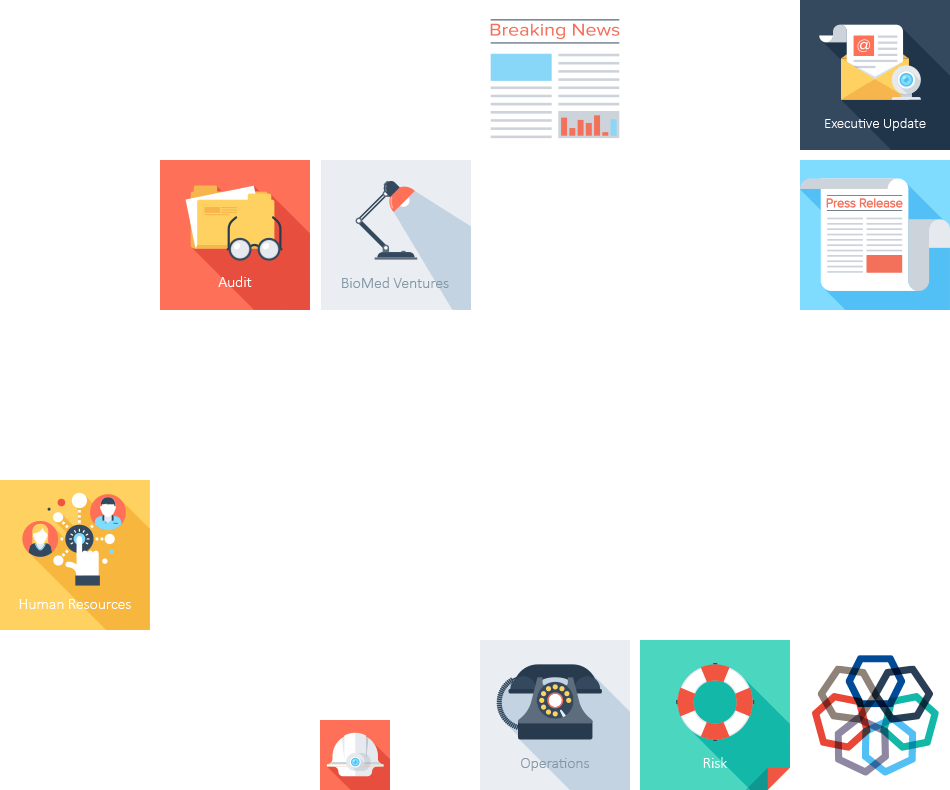 Breaking News
@
Executive Update
Press Release
Audit
BioMed Ventures
Human Resources
Operations
Risk